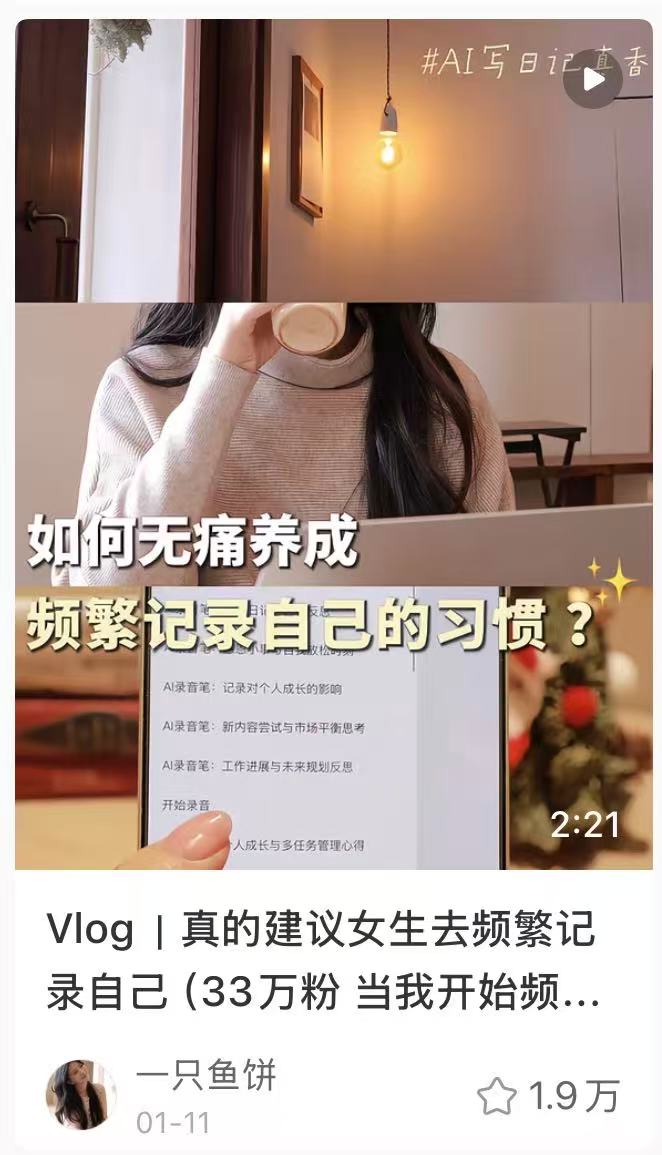 #AI写日记真香
如何无痛养成
频繁记录自己的习惯？
AI录音笔：记录对个人成长的影响
AI录音笔：新内容尝试与市场平衡思考
AI录音笔：工作进展与未来规划反思
开始录音
个人成长与多任务管理心得
2:21
Vlog | 真的建议女生去频繁记
录自己 (33万粉 当我开始频...
一只鱼饼
01-11
1.9万